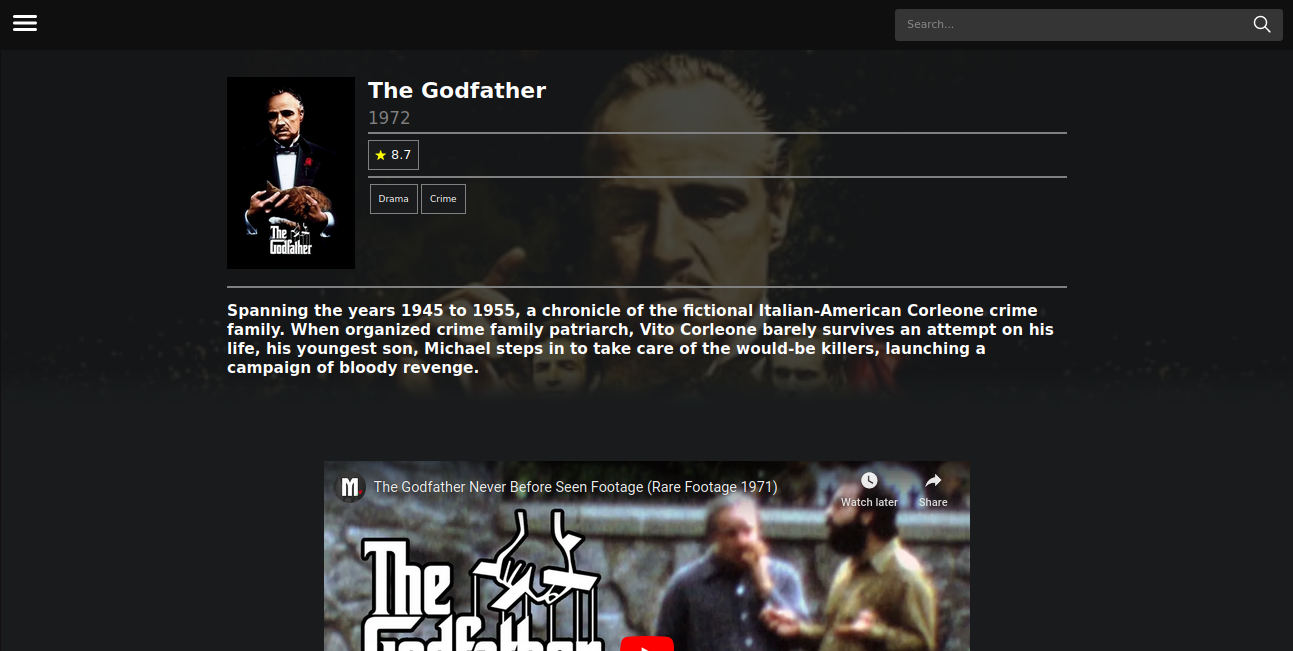 Search...
The Godfather
1972
8.7
Drama Crime
The
Godfather
Spanning the years 1945 to 1955, a chronicle of the fictional Italian-American Corleone crime
family. When organized crime family patriarch, Vito Corleone barely survives an attempt on his
life, his youngest son, Michael steps in to take care of the would-be killers, launching a
campaign of bloody revenge.
M
The Godfather Never Before Seen Footage (Rare Footage 1971)
Watch later Share
The
Godfather